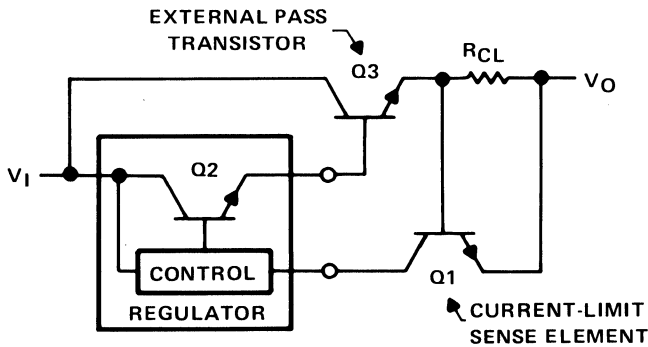 EXTERNAL PASS
TRANSISTOR
Q3
RCL
VO
VI
Q2
CONTROL
REGULATOR
Q1
CURRENT-LIMIT
SENSE ELEMENT